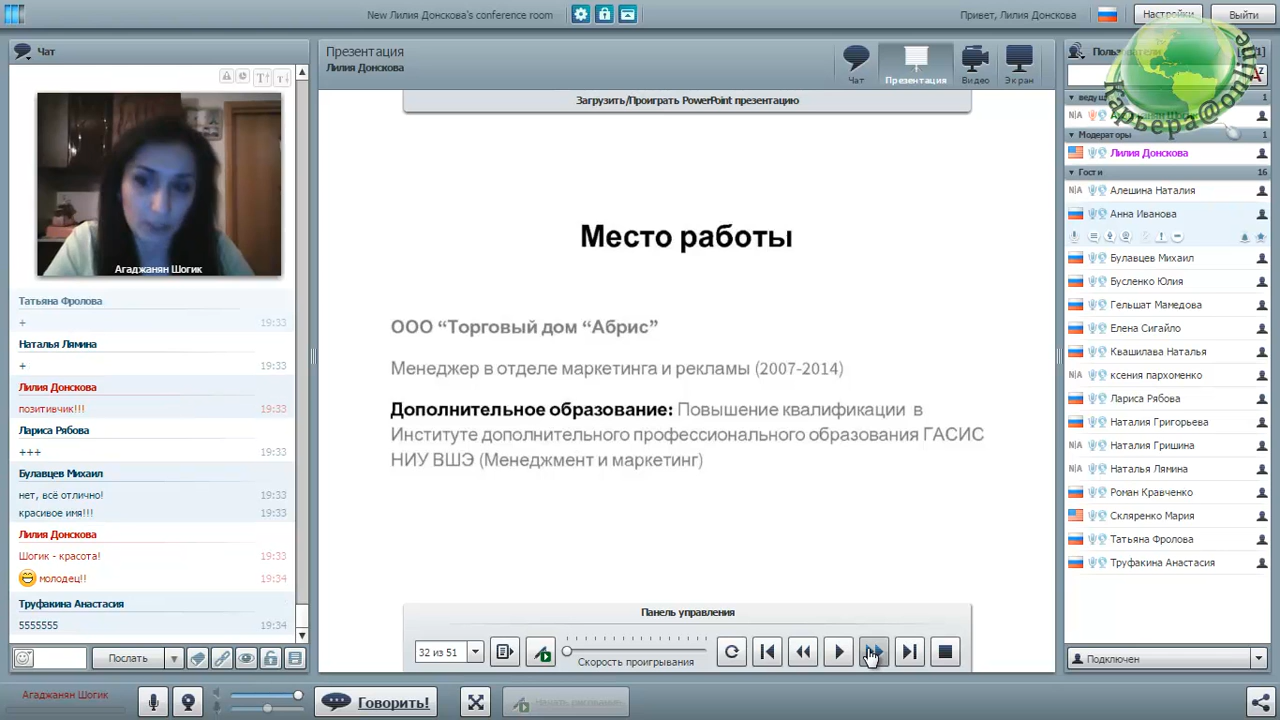 New Лилия Донскова's conference room
Привет, Лилия Донскова
Настройки
Выйти
Чат
Агаджанян Шогик
Татьяна Фролова
+ 19:33
Наталья Лямина
+ 19:33
Лилия Донскова
позитивчик!!! 19:33
Лариса Рябова
+++ 19:33
Булавцев Михаил
нет, всё отлично! 19:33
красивое имя!!! 19:33
Лилия Донскова
Шогик - красота! 19:33
молодец!! 19:34
Труфакина Анастасия
5555555 19:34
Послать
Презентация
Лилия Донскова
Чат
Презентация
Видео
Экран
Загрузить/Проиграть PowerPoint презентацию
Место работы
ООО “Торговый дом “Абрис”
Менеджер в отделе маркетинга и рекламы (2007-2014)
Дополнительное образование: Повышение квалификации в
Институте дополнительного профессионального образования ГАСИС
НИУ ВШЭ (Менеджмент и маркетинг)
Панель управления
32 из 51
Скорость проигрывания
карьера@online
Модераторы 1
Лилия Донскова
Гости 16
N/A Алешина Наталия
Анна Иванова
Булавцев Михаил
Бусленко Юлия
Гельшат Мамедова
Елена Сигайло
N/A Квашилава Наталья
ксения пархоменко
Лариса Рябова
N/A Наталия Григорьева
N/A Наталия Гришина
N/A Наталья Лямина
Роман Кравченко
Скляренко Мария
Татьяна Фролова
Труфакина Анастасия
Подключен
Агаджанян Шогик
Говорить!
Начать рисование